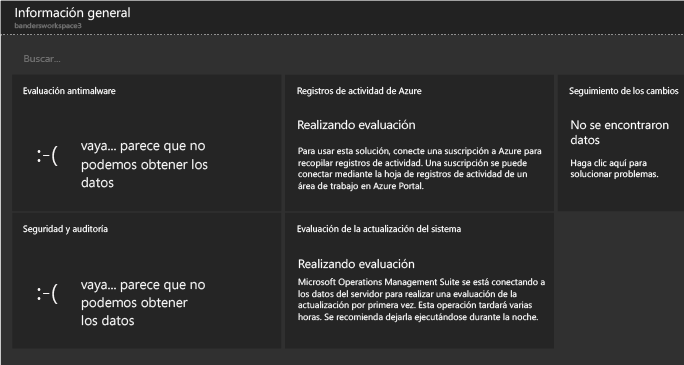 Información general
bandersworkspace3
Buscar...
Evaluación antimalware
:-(
vaya... parece que no
podemos obtener los
datos
Registros de actividad de Azure
Realizando evaluación
Para usar esta solución, conecte una suscripción a Azure para
recopilar registros de actividad. Una suscripción se puede
conectar mediante la hoja de registros de actividad de un
área de trabajo en Azure Portal.
Seguimiento de los cambios
No se encontraron
datos
Haga clic aquí para
solucionar problemas.
Seguridad y auditoría
:-(
vaya... parece que no
podemos obtener
los datos
Evaluación de la actualización del sistema
Realizando evaluación
Microsoft Operations Management Suite se está conectando a
los datos del servidor para realizar una evaluación de la
actualización por primera vez. Esta operación tardará varias
horas. Se recomienda dejarla ejecutándose durante la noche.